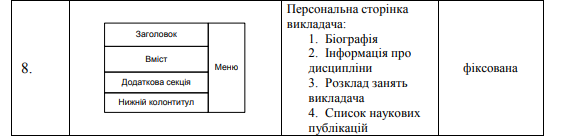 8.
Заголовок
Вміст
Додаткова секція
Нижній колонтитул
Меню
Персональна сторінка
викладача:
1. Біографія
2. Інформація про
дисципліни
3. Розклад занять
викладача
4. Список наукових
публікацій
фіксована